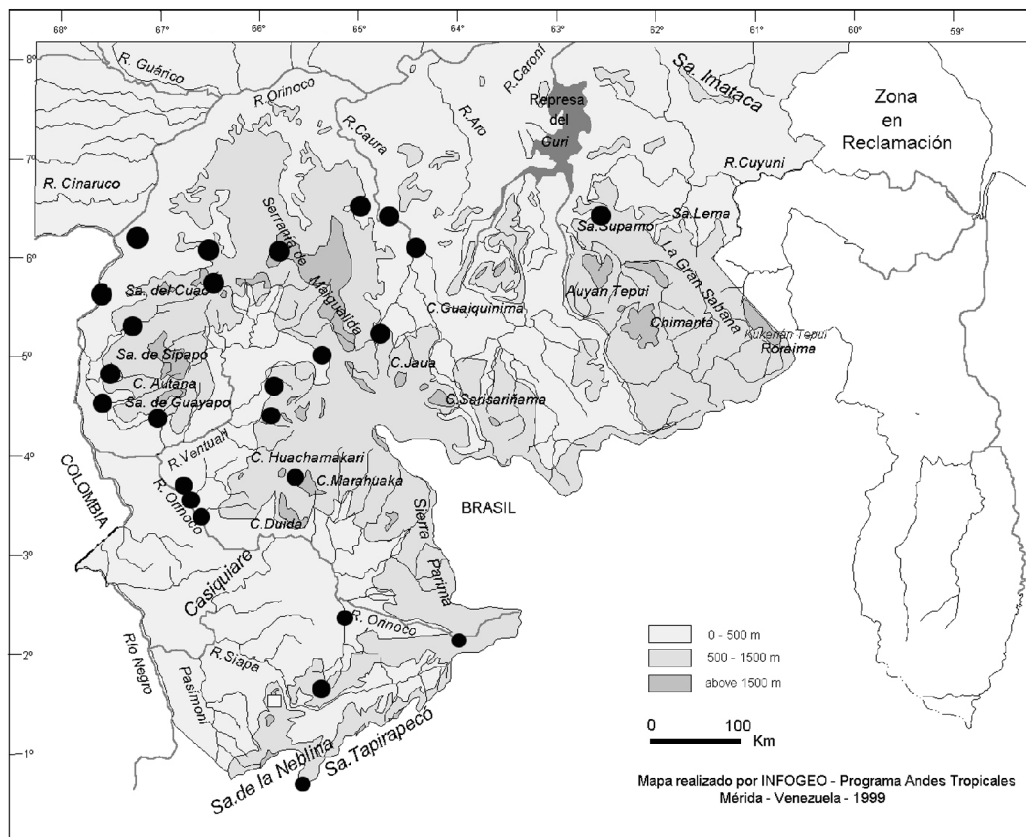 68° 67° 66° 65° 64° 63° 62° 61° 60° 59°
8°
7°
6°
5°
4°
3°
2°
1°
R. Guárico
R.Orinoco
R.Caroní
Sa. Imataca
Represa
del
Guri
Zona
en
Reclamación
R.Caura
R.Aro
R.Cuyuni
R. Cinaruco
Serranía de
Maigualida
Sa.Supamo
Sa.Lema
La Gran Sabana
Sa. del Cuao
Auyan Tepui
C.Guaiquinima
Chimantá
Kukenán Tepui
Roraima
Sa. de Sipapo
C.Jaua
C. Autana
Sa. de Guayapo
C.Sarisariñama
R.Ventuari
C. Huachamakari
C.Marahuaka
COLOMBIA
R. Orinoco
BRASIL
C.Duida
Sierra
Parima
Casiquiare
R. Orinoco
Río Negro
R.Siapa
Pasimoni
Sa.de la Neblina
Sa.Tapirapecó
0 - 500 m
500 - 1500 m
above 1500 m
0 100
Km
Mapa realizado por INFOGEO - Programa Andes Tropicales
Mérida - Venezuela - 1999